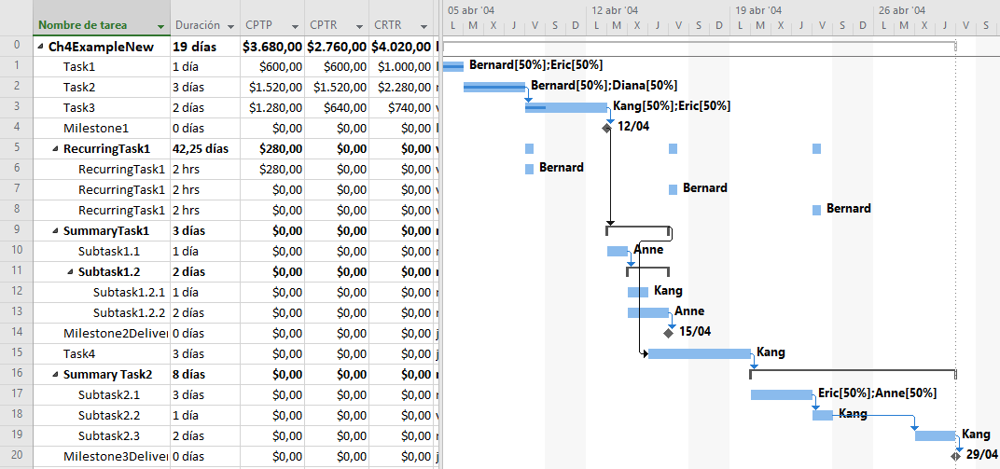 05 abr '04 12 abr '04 19 abr '04 26 abr '04
Nombre de tarea Duración CPTP CPTR CRTR L M X J V S D L M X J V S D L M X J V S D L M X J V S
0 Ch4ExampleNew 19 días $3.680,00 $2.760,00 $4.020,00
1 Task1 1 día $600,00 $600,00 $1.000,00 Bernard[50%];Eric[50%]
2 Task2 3 días $1.520,00 $1.520,00 $2.280,00 Bernard[50%];Diana[50%]
3 Task3 2 días $1.280,00 $640,00 $740,00 Kang[50%];Eric[50%]
4 Milestone1 0 días $0,00 $0,00 $0,00 12/04
5 RecurringTask1 42,25 días $280,00 $0,00 $0,00
6 RecurringTask1 2 hrs $280,00 $0,00 $0,00 Bernard
7 RecurringTask1 2 hrs $0,00 $0,00 $0,00 Bernard
8 RecurringTask1 2 hrs $0,00 $0,00 $0,00 Bernard
9 SummaryTask1 3 días $0,00 $0,00 $0,00
10 Subtask1.1 1 día $0,00 $0,00 $0,00 Anne
11 Subtask1.2 2 días $0,00 $0,00 $0,00
12 Subtask1.2.1 1 día $0,00 $0,00 $0,00 Kang
13 Subtask1.2.2 2 días $0,00 $0,00 $0,00 Anne
14 Milestone2Deliver 0 días $0,00 $0,00 $0,00 15/04
15 Task4 3 días $0,00 $0,00 $0,00 Kang
16 Summary Task2 8 días $0,00 $0,00 $0,00
17 Subtask2.1 3 días $0,00 $0,00 $0,00 Eric[50%];Anne[50%]
18 Subtask2.2 1 día $0,00 $0,00 $0,00 Kang
19 Subtask2.3 2 días $0,00 $0,00 $0,00 Kang
20 Milestone3Deliver 0 días $0,00 $0,00 $0,00 29/04